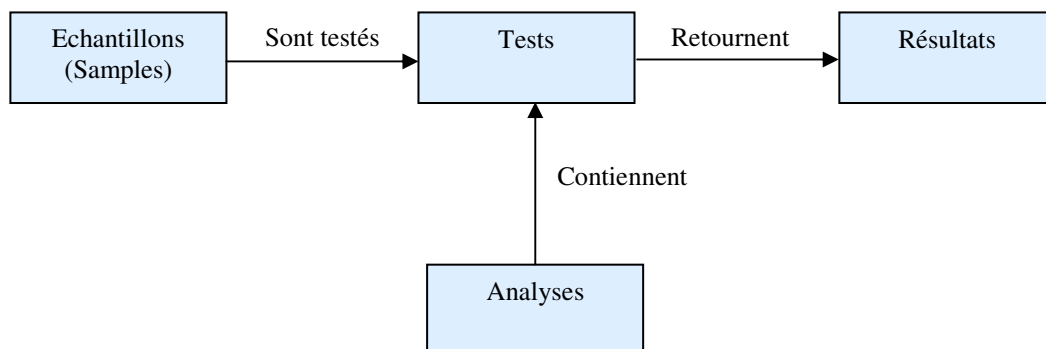 Echantillons
(Samples)
Sont testés
Tests
Retournent
Résultats
Contiennent
Analyses